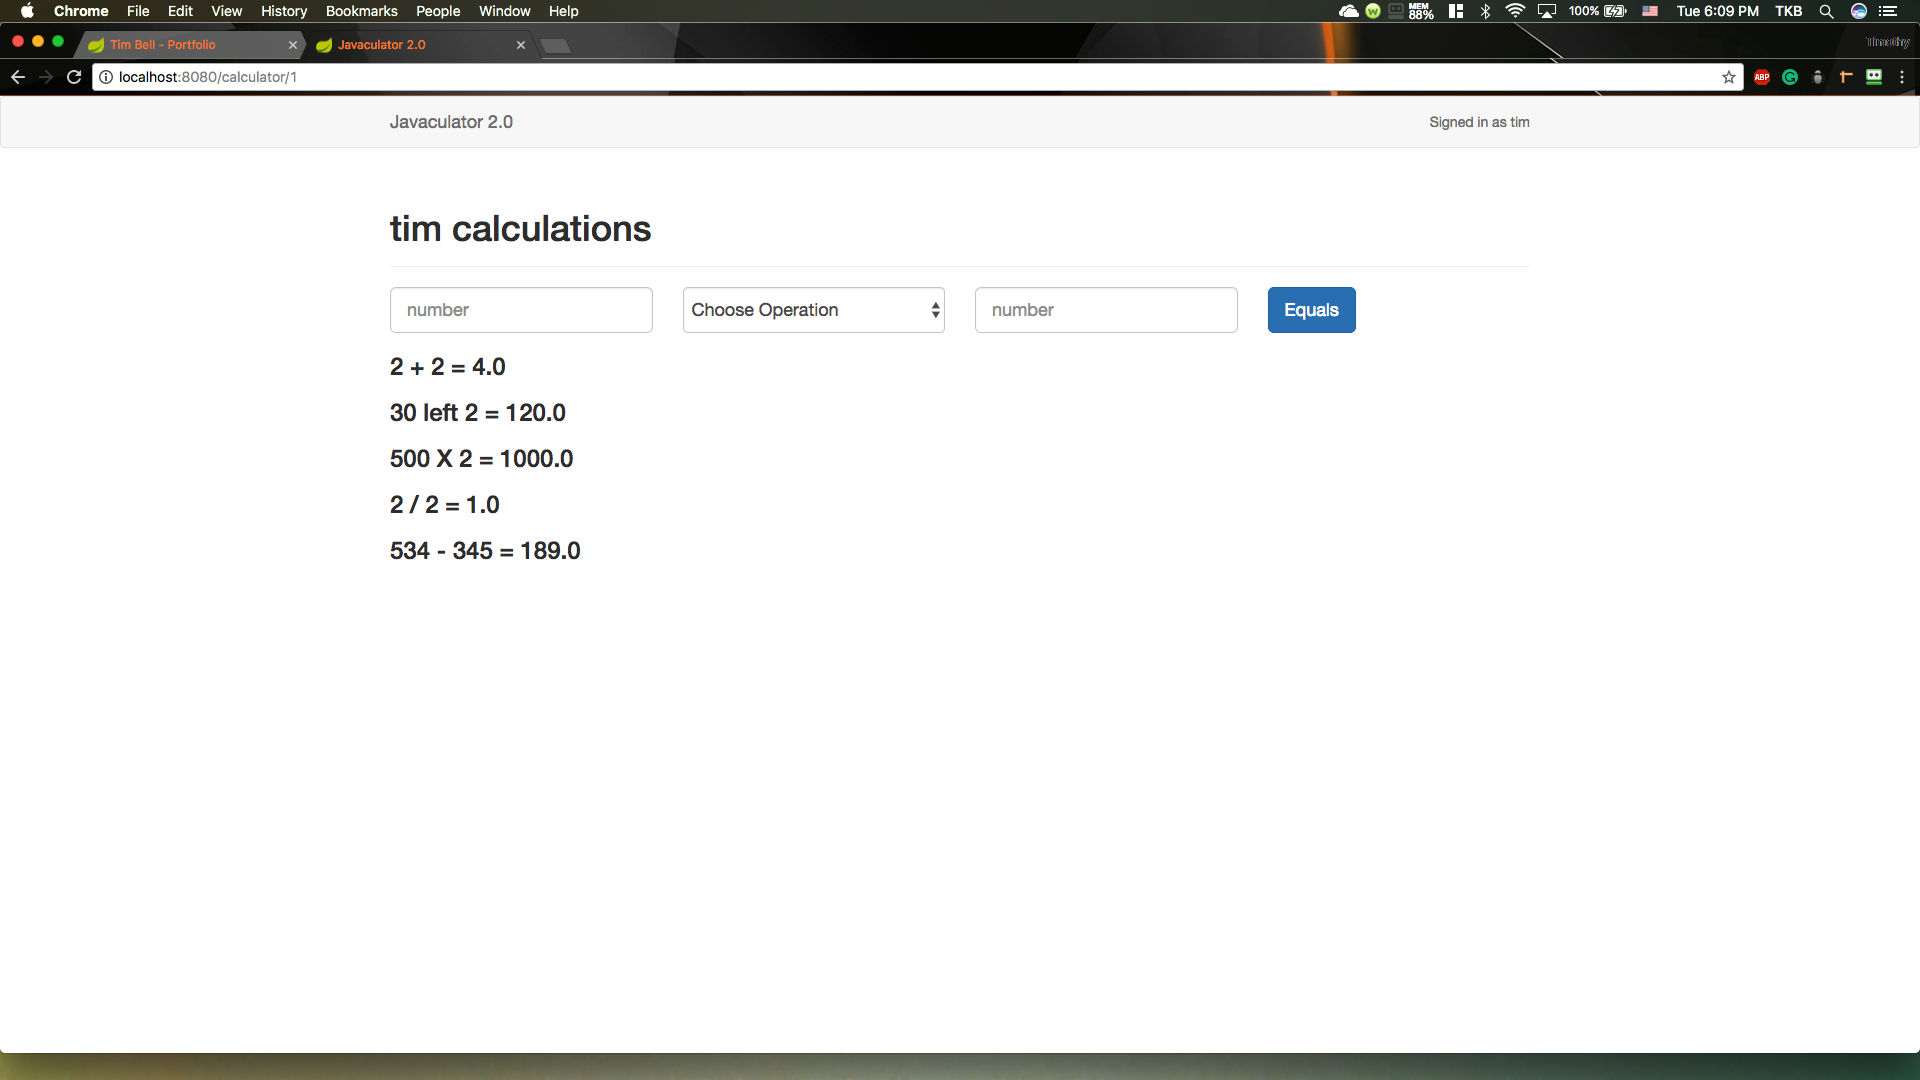 Chrome File Edit View History Bookmarks People Window Help MEM 88% 100% Tue 6:09 PM TKB
Tim Bell - Portfolio Javaculator 2.0 Timothy
localhost:8080/calculator/1 ABP
Javaculator 2.0 Signed in as tim
tim calculations
number Choose Operation number Equals
2 + 2 = 4.0
30 left 2 = 120.0
500 X 2 = 1000.0
2 / 2 = 1.0
534 - 345 = 189.0